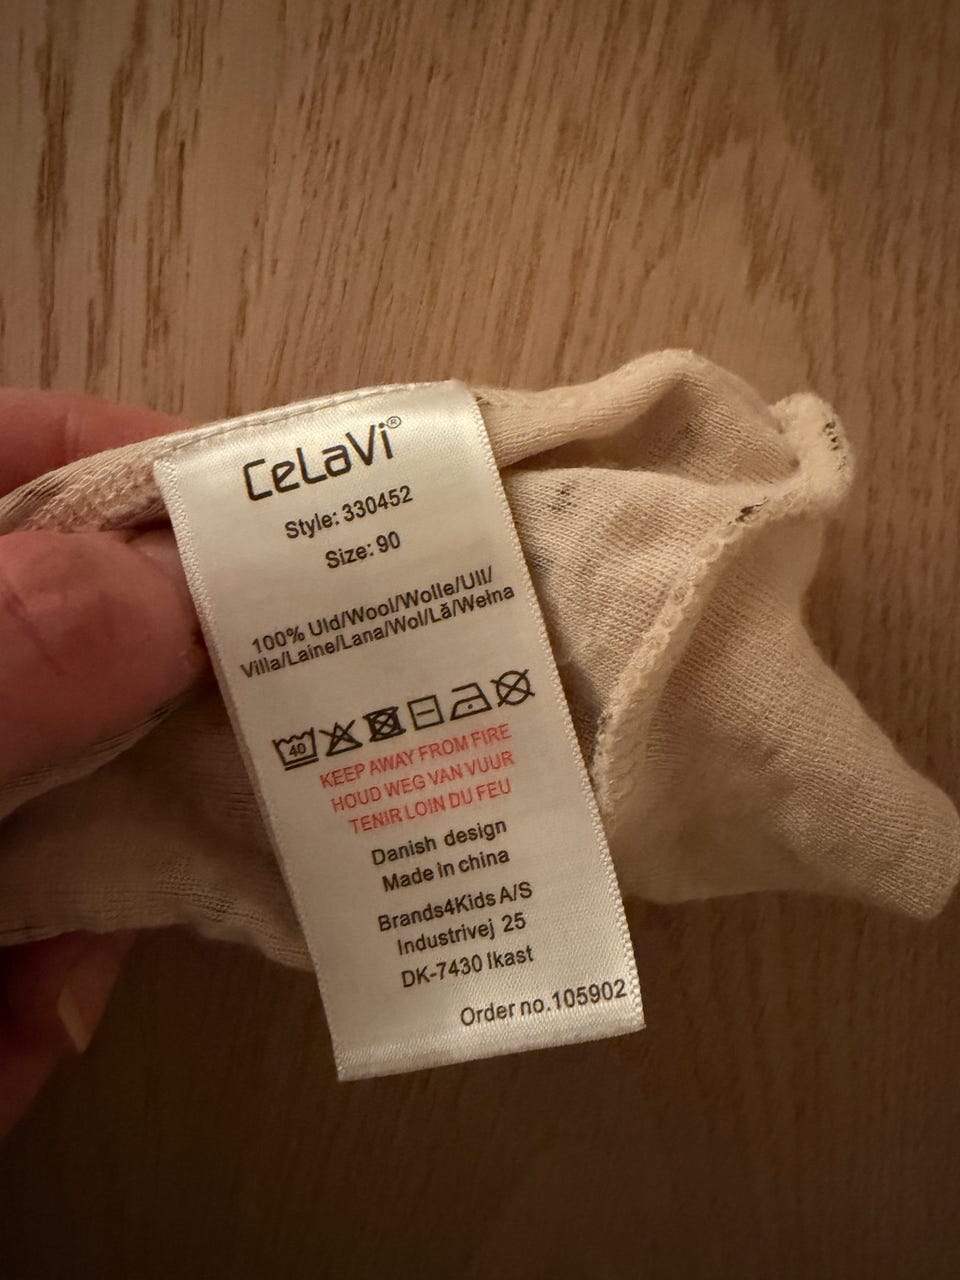 CeLaVi®
Style: 330452
Size: 90
100% Uld/Wool/Wolle/Ull/
Villa/Laine/Lana/Wol/Lă/Wełna
40
KEEP AWAY FROM FIRE
HOUD WEG VAN VUUR
TENIR LOIN DU FEU
Danish design
Made in china
Brands4Kids A/S
Industrivej 25
DK-7430 Ikast
Order no.105902